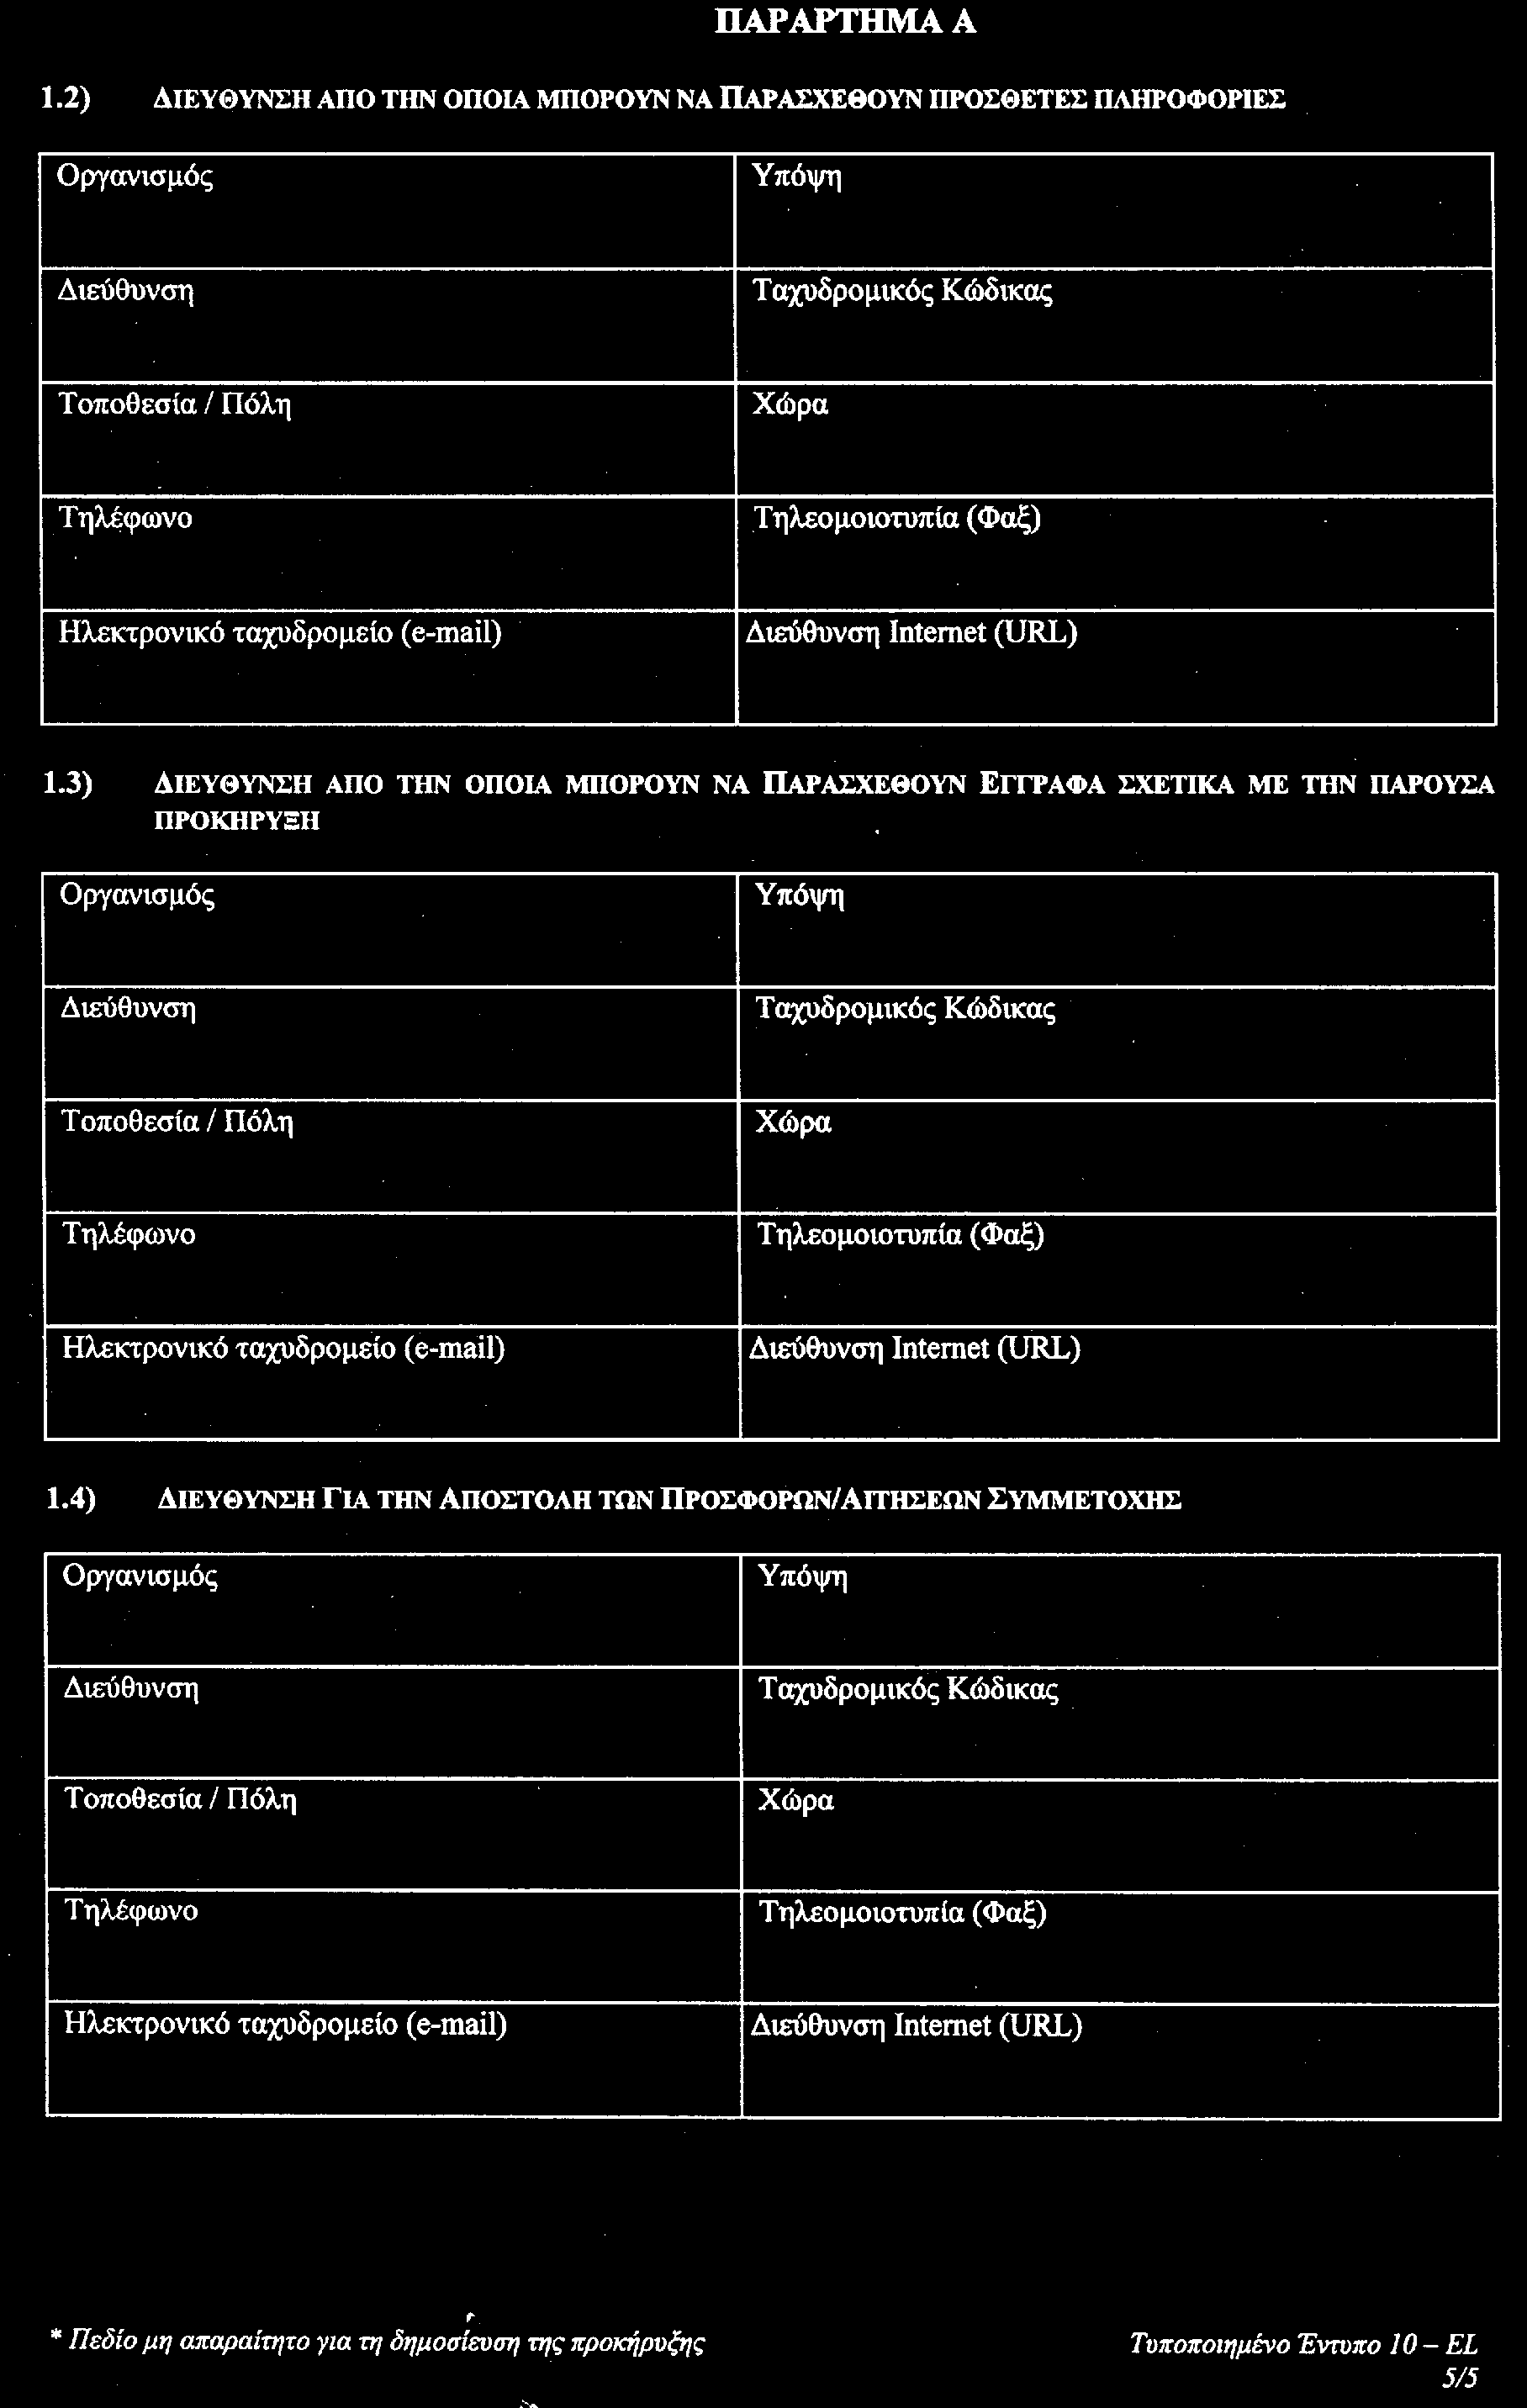 ΠΑΡΑΡΤΗΜΑ Α
1.2) ΔΙΕΥΘΥΝΣΗ ΑΠΟ ΤΗΝ ΟΠΟΙΑ ΜΠΟΡΟΥΝ ΝΑ ΠΑΡΑΣΧΕΘΟΥΝ ΠΡΟΣΘΕΤΕΣ ΠΛΗΡΟΦΟΡΙΕΣ
Οργανισμός Υπόψη
Διεύθυνση Ταχυδρομικός Κώδικας
Τοποθεσία / Πόλη Χώρα
Τηλέφωνο Τηλεομοιοτυπία (Φαξ)
Ηλεκτρονικό ταχυδρομείο (e-mail) Διεύθυνση Internet (URL)
1.3) ΔΙΕΥΘΥΝΣΗ ΑΠΟ ΤΗΝ ΟΠΟΙΑ ΜΠΟΡΟΥΝ ΝΑ ΠΑΡΑΣΧΕΘΟΥΝ ΕΓΓΡΑΦΑ ΣΧΕΤΙΚΑ ΜΕ ΤΗΝ ΠΑΡΟΥΣΑ
ΠΡΟΚΗΡΥΞΗ
Οργανισμός Υπόψη
Διεύθυνση Ταχυδρομικός Κώδικας
Τοποθεσία / Πόλη Χώρα
Τηλέφωνο Τηλεομοιοτυπία (Φαξ)
Ηλεκτρονικό ταχυδρομείο (e-mail) Διεύθυνση Internet (URL)
1.4) ΔΙΕΥΘΥΝΣΗ ΓΙΑ ΤΗΝ ΑΠΟΣΤΟΛΗ ΤΩΝ ΠΡΟΣΦΟΡΩΝ/ΑΙΤΗΣΕΩΝ ΣΥΜΜΕΤΟΧΗΣ
Οργανισμός Υπόψη
Διεύθυνση Ταχυδρομικός Κώδικας
Τοποθεσία / Πόλη Χώρα
Τηλέφωνο Τηλεομοιοτυπία (Φαξ)
Ηλεκτρονικό ταχυδρομείο (e-mail) Διεύθυνση Internet (URL)
* Πεδίο μη απαραίτητο για τη δημοσίευση της προκήρυξης Τυποποιημένο Έντυπο 10 – EL
5/5